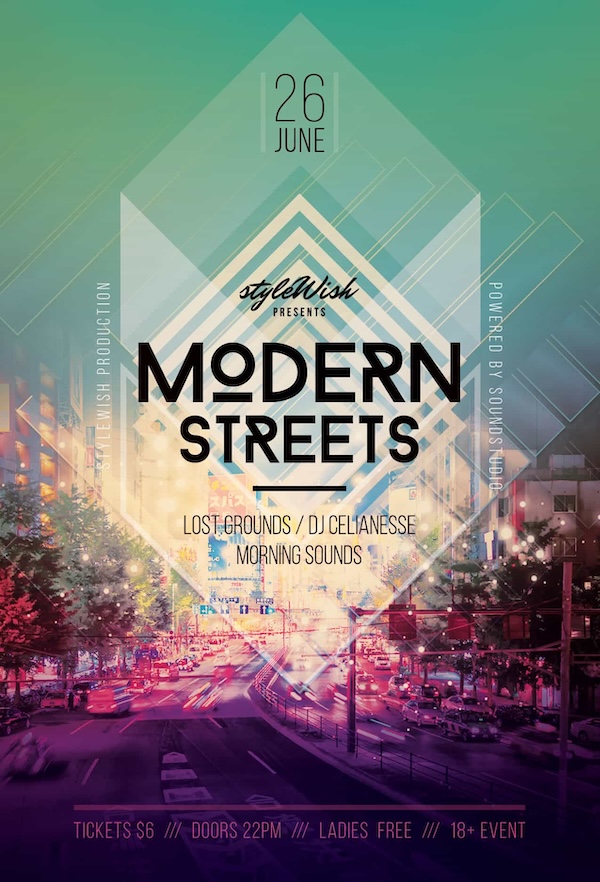 26
JUNE
styleWish
PRESENTS
MODERN
STREETS
LOST GROUNDS / DJ CELIANESSE
MORNING SOUNDS
STYLEWISH PRODUCTION
POWERED BY SOUNDSTUDIO
TICKETS $6 /// DOORS 22PM /// LADIES FREE /// 18+ EVENT